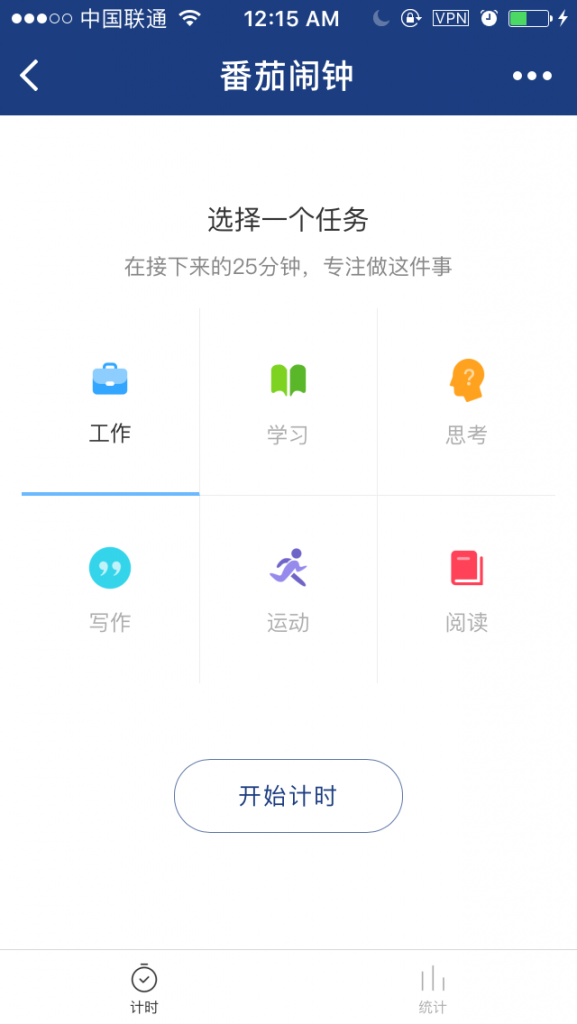 中国联通 12:15 AM VPN
番茄闹钟
选择一个任务
在接下来的25分钟，专注做这件事
工作 学习 思考
写作 运动 阅读
开始计时
计时 统计